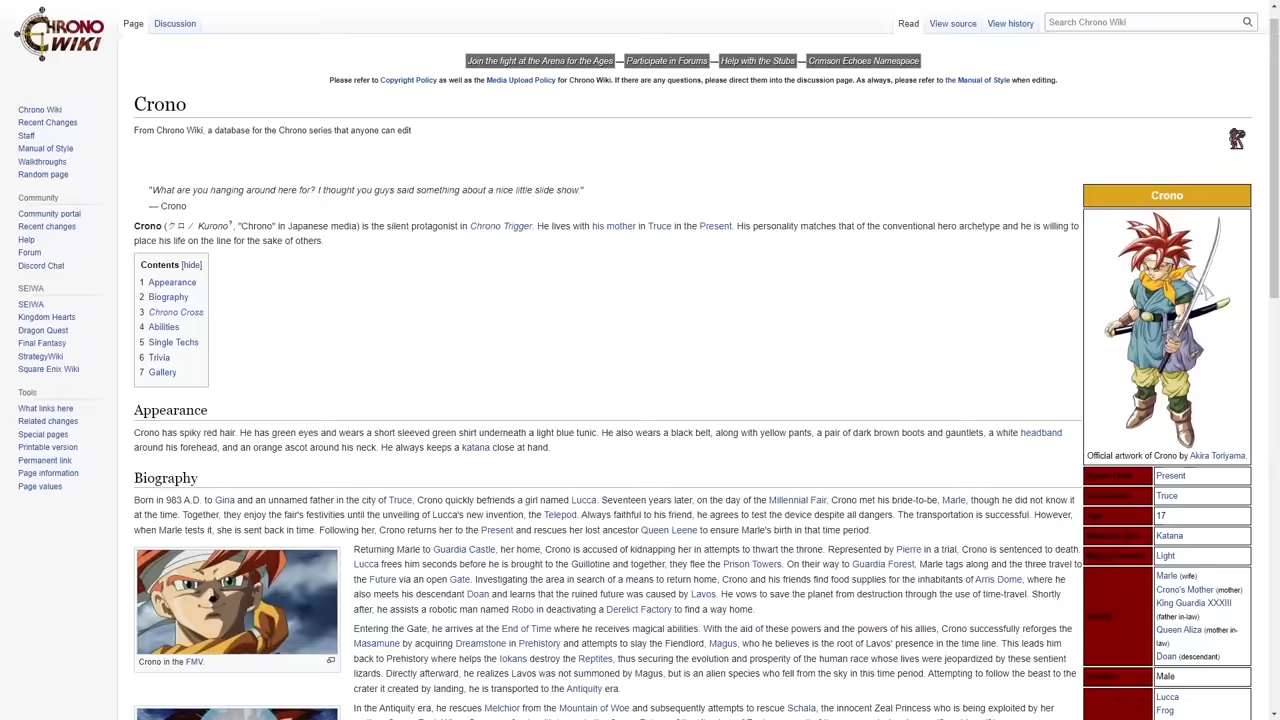 CHRONO
WIKI
Page
Discussion
Read
View source
View history
Search Chrono Wiki
Join the fight at the Arena for the Ages — Participate in Forums — Help with the Stubs — Crimson Echoes Namespace
Please refer to Copyright Policy as well as the Media Upload Policy for Chrono Wiki. If there are any questions, please direct them into the discussion page. As always, please refer to the Manual of Style when editing.
Chrono Wiki
Recent Changes
Staff
Manual of Style
Walkthroughs
Random page
Community
Community portal
Recent changes
Help
Forum
Discord Chat
SEIWA
SEIWA
Kingdom Hearts
Dragon Quest
Final Fantasy
StrategyWiki
Square Enix Wiki
Tools
What links here
Related changes
Special pages
Printable version
Permanent link
Page information
Page values
Crono
From Chrono Wiki, a database for the Chrono series that anyone can edit
"What are you hanging around here for? I thought you guys said something about a nice little slide show."
— Crono
Crono (クロノ Kurono?, "Chrono" in Japanese media) is the silent protagonist in Chrono Trigger. He lives with his mother in Truce in the Present. His personality matches that of the conventional hero archetype and he is willing to
place his life on the line for the sake of others.
Contents [hide]
1 Appearance
2 Biography
3 Chrono Cross
4 Abilities
5 Single Techs
6 Trivia
7 Gallery
Appearance
Crono has spiky red hair. He has green eyes and wears a short sleeved green shirt underneath a light blue tunic. He also wears a black belt, along with yellow pants, a pair of dark brown boots and gauntlets, a white headband
around his forehead, and an orange ascot around his neck. He always keeps a katana close at hand.
Biography
Born in 983 A.D. to Gina and an unnamed father in the city of Truce, Crono quickly befriends a girl named Lucca. Seventeen years later, on the day of the Millennial Fair, Crono met his bride-to-be, Marle, though he did not know it
at the time. Together, they enjoy the fair's festivities until the unveiling of Lucca's new invention, the Telepod. Always faithful to his friend, he agrees to test the device despite all dangers. The transportation is successful. However,
when Marle tests it, she is sent back in time. Following her, Crono returns her to the Present and rescues her lost ancestor Queen Leene to ensure Marle's birth in that time period.
Returning Marle to Guardia Castle, her home, Crono is accused of kidnapping her in attempts to thwart the throne. Represented by Pierre in a trial, Crono is sentenced to death.
Lucca frees him seconds before he is brought to the Guillotine and together, they flee the Prison Towers. On their way to Guardia Forest, Marle tags along and the three travel to
the Future via an open Gate. Investigating the area in search of a means to return home, Crono and his friends find food supplies for the inhabitants of Arris Dome, where he
also meets his descendant Doan and learns that the ruined future was caused by Lavos. He vows to save the planet from destruction through the use of time-travel. Shortly
after, he assists a robotic man named Robo in deactivating a Derelict Factory to find a way home.
Crono in the FMV.
Entering the Gate, he arrives at the End of Time where he receives magical abilities. With the aid of these powers and the powers of his allies, Crono successfully reforges the
Masamune by acquiring Dreamstone in Prehistory and attempts to slay the Fiendlord, Magus, who he believes is the root of Lavos' presence in the time line. This leads him
back to Prehistory where helps the Iokans destroy the Reptites, thus securing the evolution and prosperity of the human race whose lives were jeopardized by these sentient
lizards. Directly afterward, he realizes Lavos was not summoned by Magus, but is an alien species who fell from the sky in this time period. Attempting to follow the beast to the
crater it created by landing, he is transported to the Antiquity era.
In the Antiquity era, he rescues Melchior from the Mountain of Woe and subsequently attempts to rescue Schala, the innocent Zeal Princess who is being exploited by her
Crono
Official artwork of Crono by Akira Toriyama.
Present
Truce
17
Katana
Light
Marle (wife)
Crono's Mother (mother)
King Guardia XXXIII
(father in-law)
Queen Aliza (mother in-
law)
Doan (descendant)
Male
Lucca
Frog